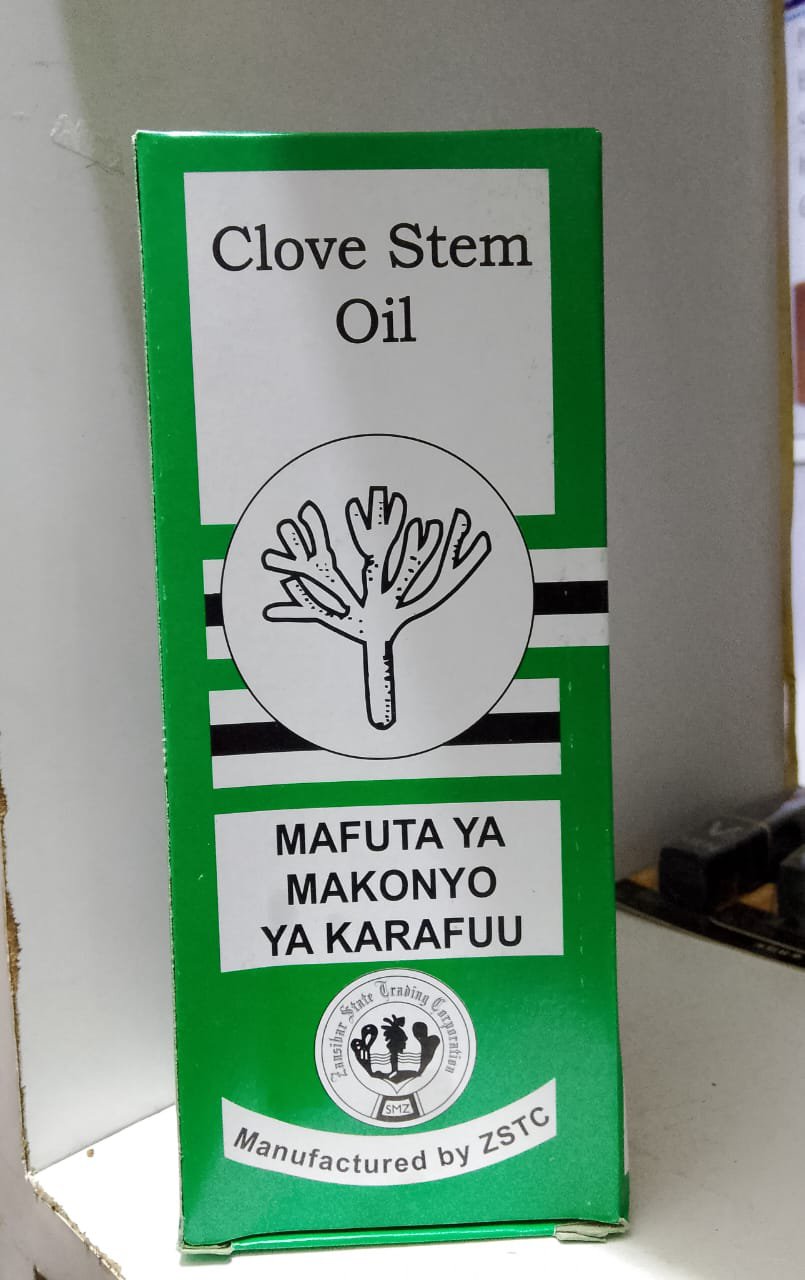 Clove Stem
Oil
MAFUTA YA
MAKONYO
YA KARAFUU
Zanzibar State Trading Corporation
SMZ
Manufactured by ZSTC